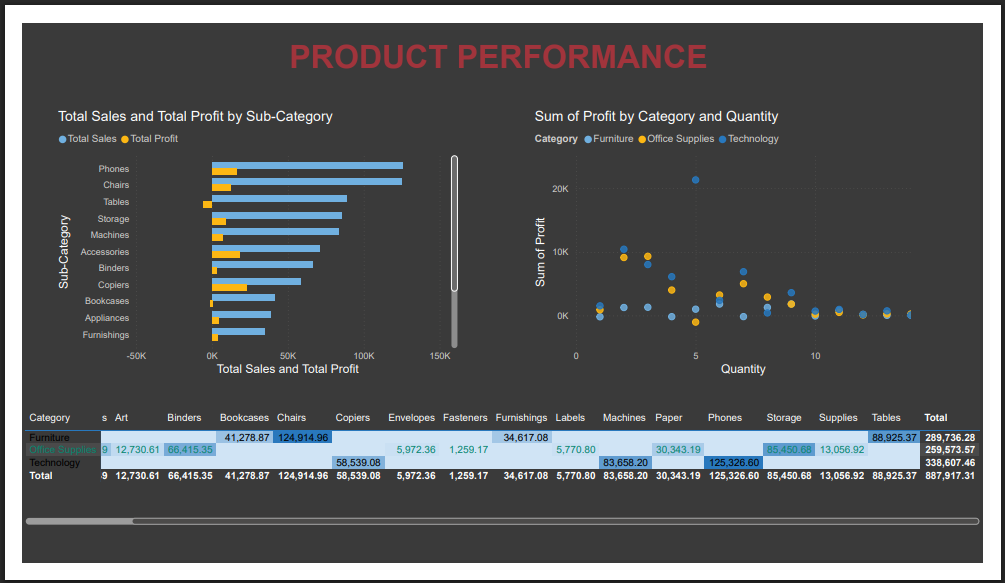 PRODUCT PERFORMANCE
Total Sales and Total Profit by Sub-Category
Total Sales Total Profit
Sub-Category
Phones
Chairs
Tables
Storage
Machines
Accessories
Binders
Copiers
Bookcases
Appliances
Furnishings
-50K 0K 50K 100K 150K
Total Sales and Total Profit
Sum of Profit by Category and Quantity
Category Furniture Office Supplies Technology
Sum of Profit
20K
10K
0K
0 5 10
Quantity
Category s Art Binders Bookcases Chairs Copiers Envelopes Fasteners Furnishings Labels Machines Paper Phones Storage Supplies Tables Total
Furniture 41,278.87 124,914.96 34,617.08 88,925.37 289,736.28
Office Supplies 9 12,730.61 66,415.35 5,972.36 1,259.17 5,770.80 30,343.19 85,450.68 13,056.92 259,573.57
Technology 58,539.08 83,658.20 125,326.60 338,607.46
Total 9 12,730.61 66,415.35 41,278.87 124,914.96 58,539.08 5,972.36 1,259.17 34,617.08 5,770.80 83,658.20 30,343.19 125,326.60 85,450.68 13,056.92 88,925.37 887,917.31